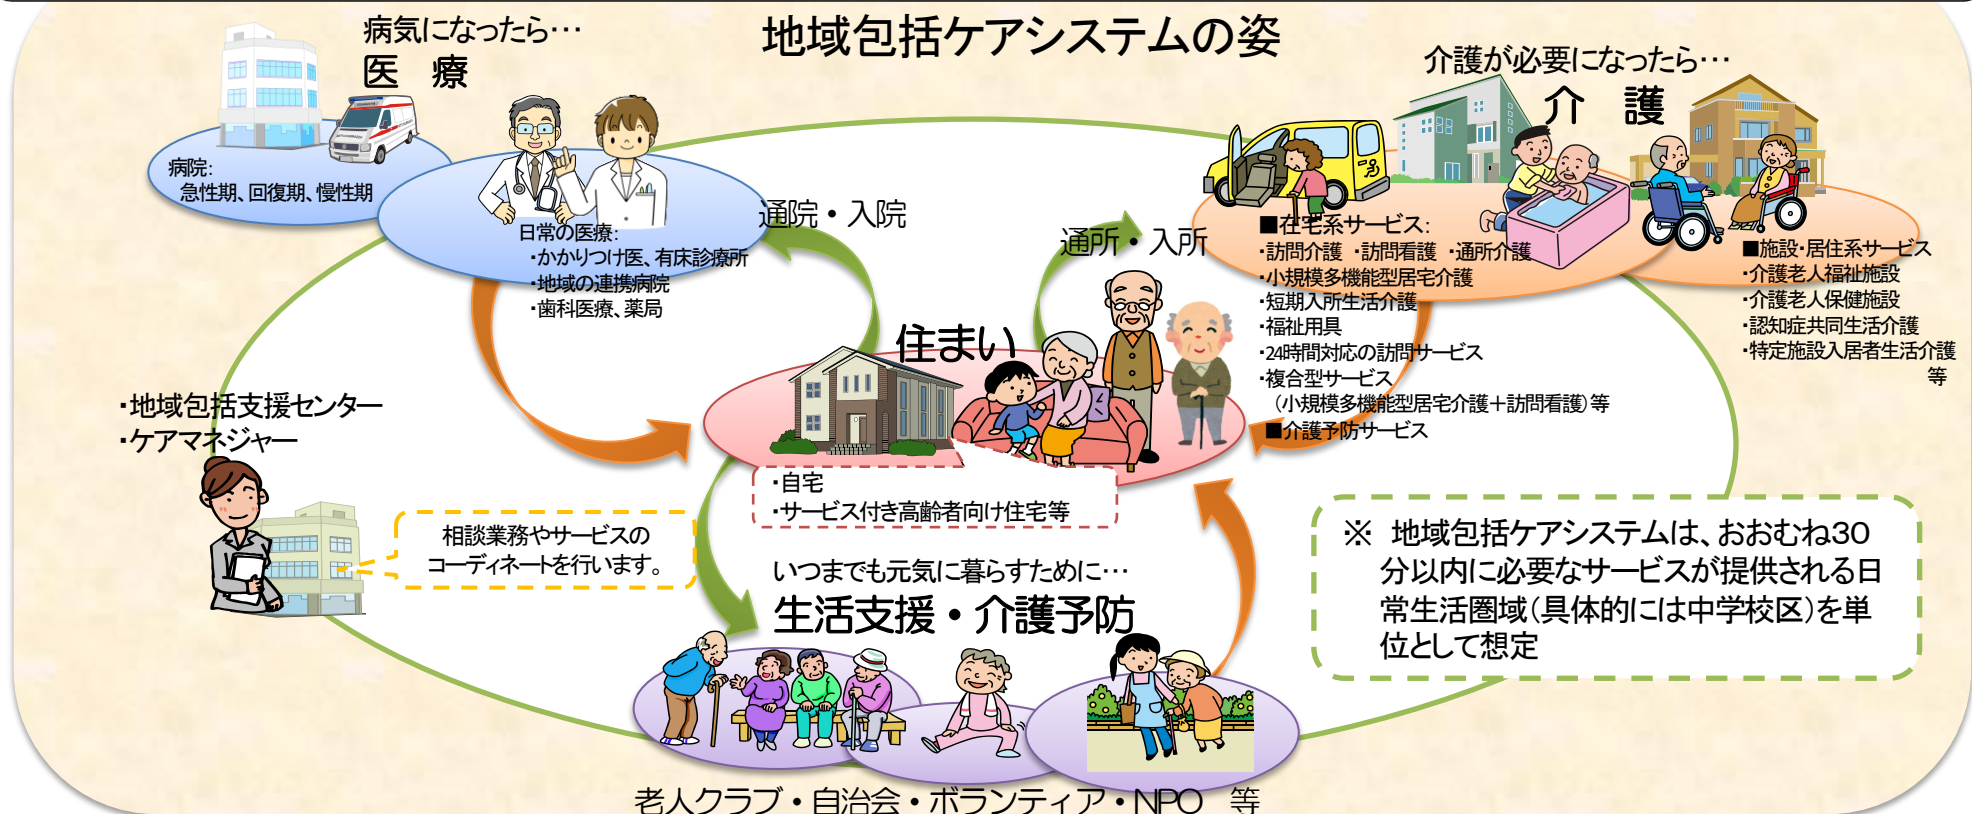 地域包括ケアシステムの姿
病気になったら…
医 療
病院:
急性期、回復期、慢性期
日常の医療:
・かかりつけ医、有床診療所
・地域の連携病院
・歯科医療、薬局
通院・入院
通所・入所
介護が必要になったら…
介 護
■在宅系サービス:
・訪問介護 ・訪問看護 ・通所介護
・小規模多機能型居宅介護
・短期入所生活介護
・福祉用具
・24時間対応の訪問サービス
・複合型サービス
(小規模多機能型居宅介護+訪問看護)等
■介護予防サービス
■施設・居住系サービス
・介護老人福祉施設
・介護老人保健施設
・認知症共同生活介護
・特定施設入居者生活介護
等
住まい
・自宅
・サービス付き高齢者向け住宅等
・地域包括支援センター
・ケアマネジャー
相談業務やサービスの
コーディネートを行います。
いつまでも元気に暮らすために…
生活支援・介護予防
老人クラブ・自治会・ボランティア・NPO 等
※ 地域包括ケアシステムは、おおむね30
分以内に必要なサービスが提供される日
常生活圏域(具体的には中学校区)を単
位として想定